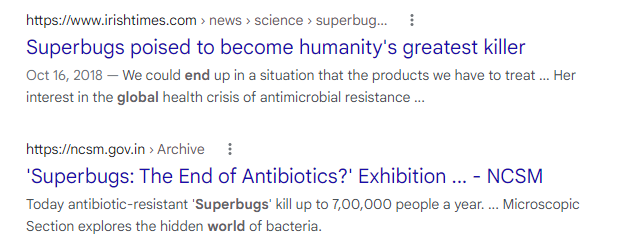 https://www.irishtimes.com › news › science › superbug...
Superbugs poised to become humanity's greatest killer
Oct 16, 2018 — We could end up in a situation that the products we have to treat ... Her
interest in the global health crisis of antimicrobial resistance ...
https://ncsm.gov.in › Archive
'Superbugs: The End of Antibiotics?' Exhibition ... - NCSM
Today antibiotic-resistant 'Superbugs' kill up to 7,00,000 people a year. ... Microscopic
Section explores the hidden world of bacteria.